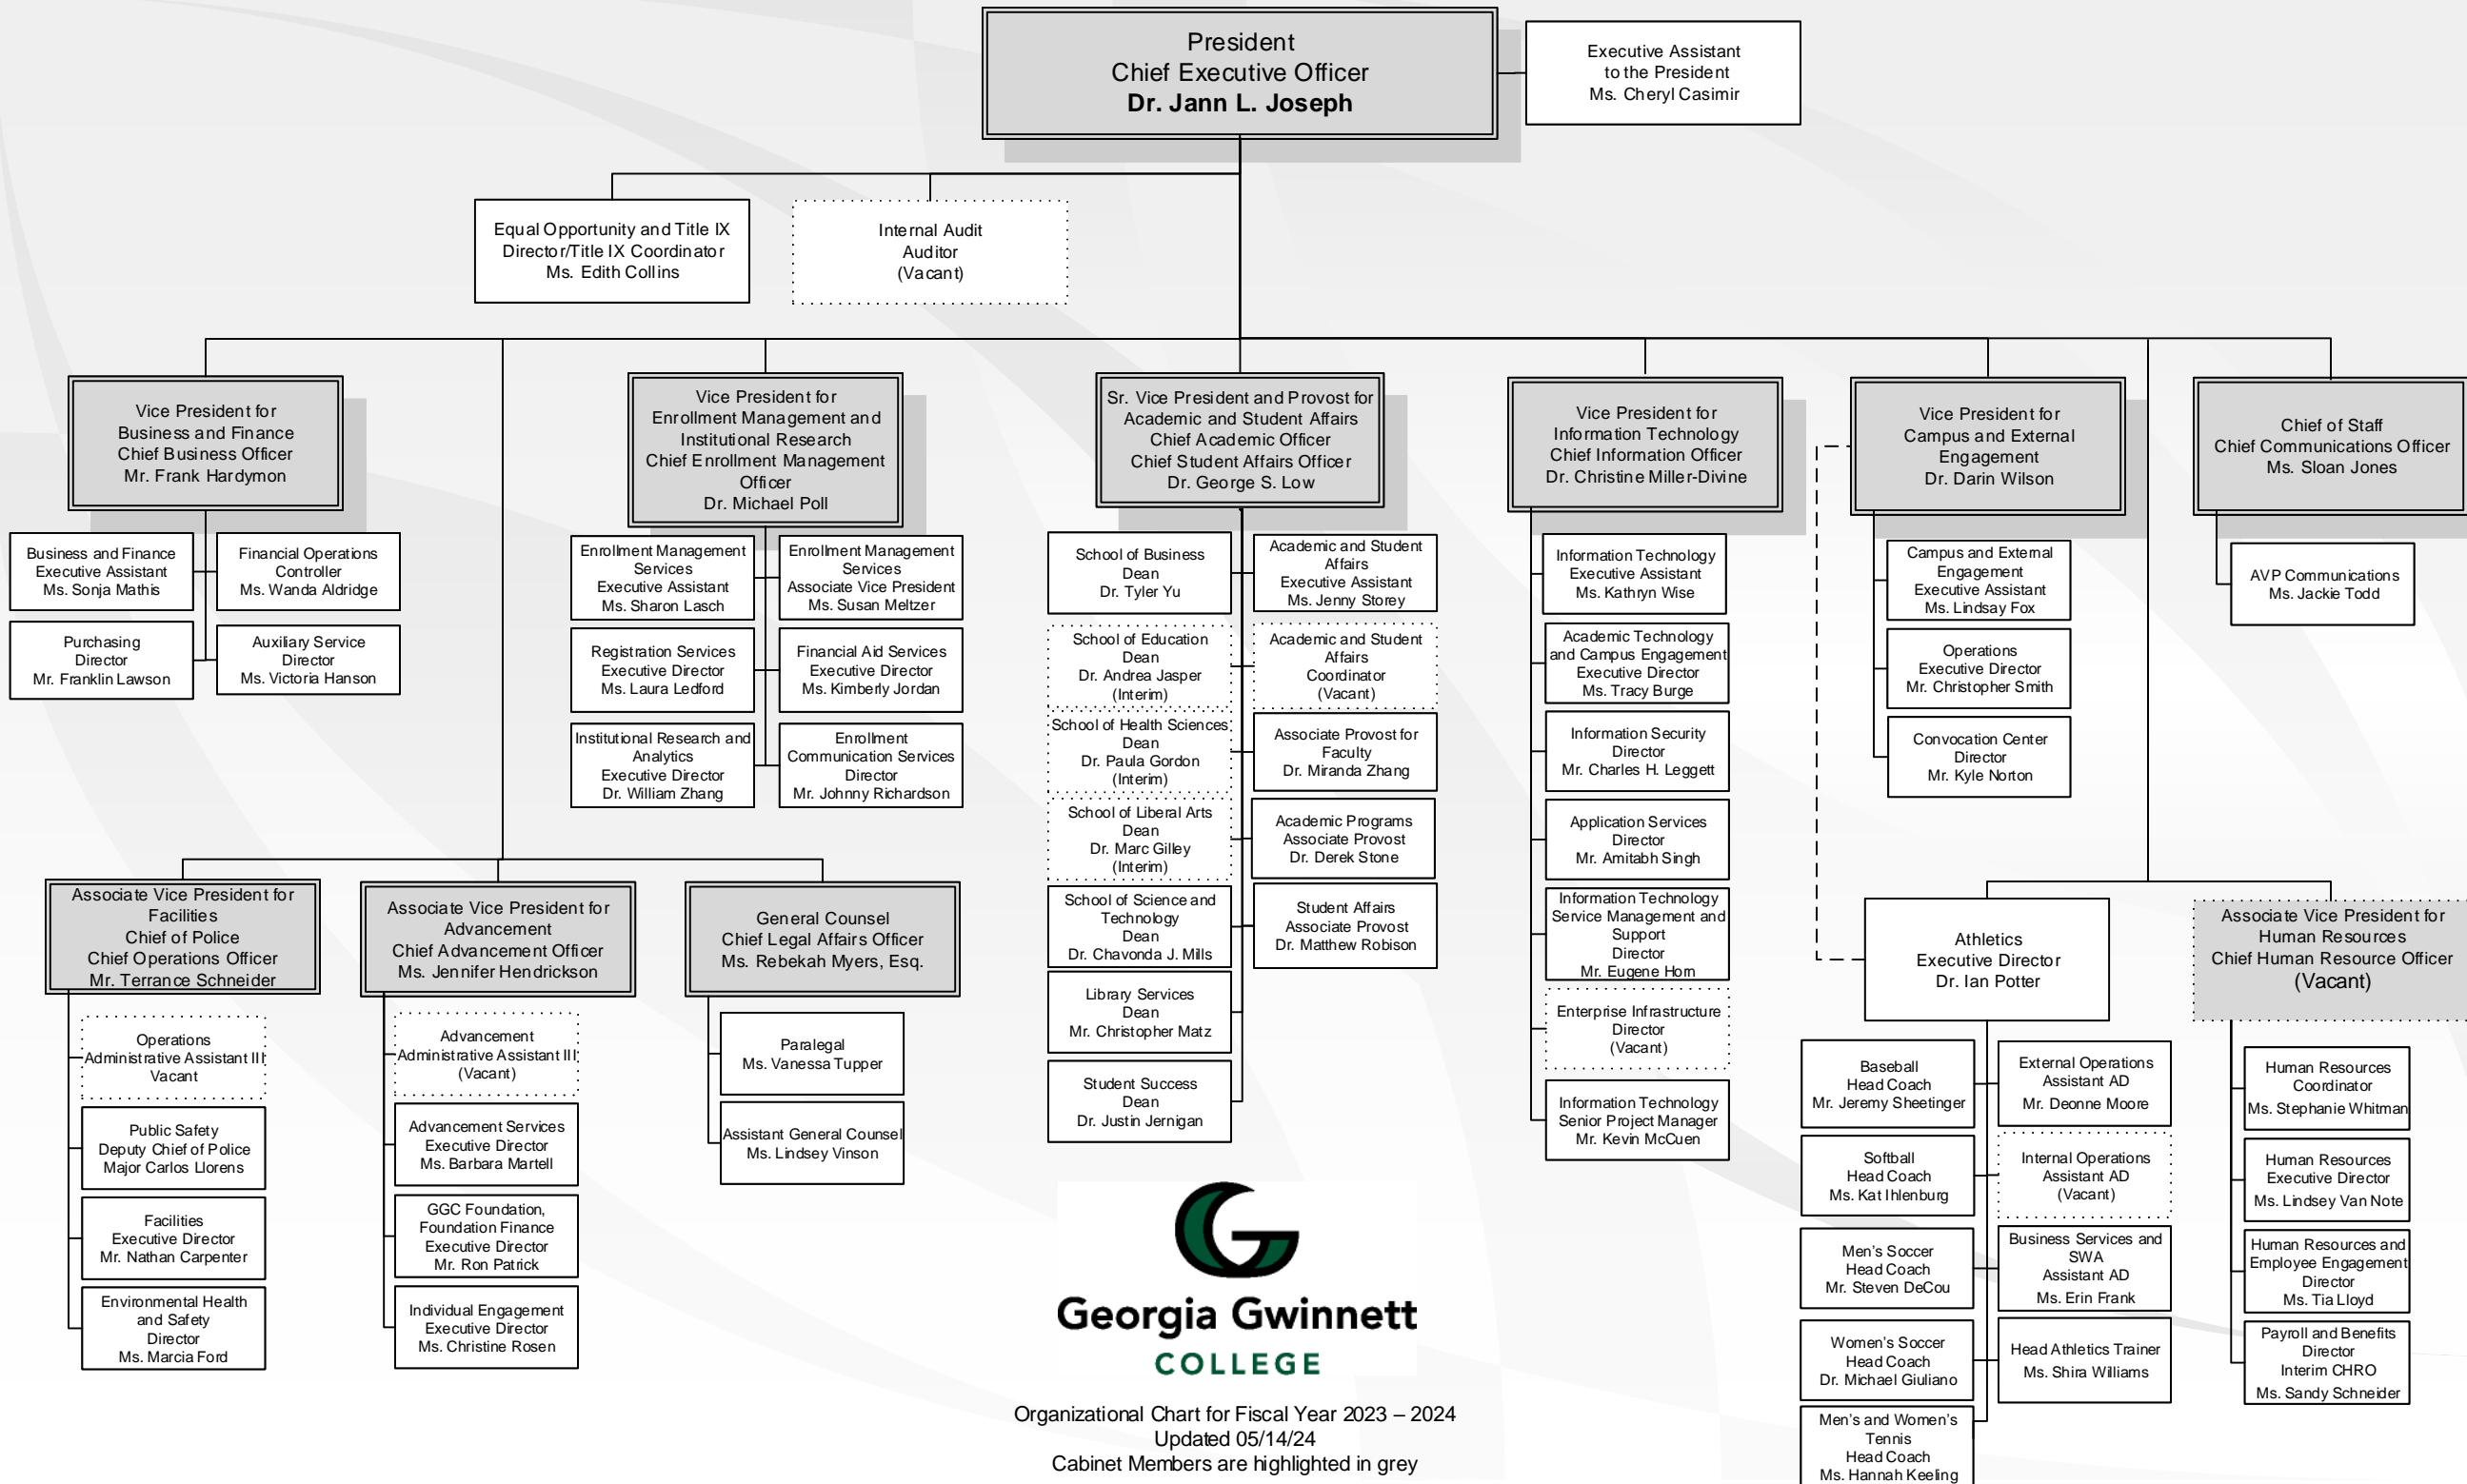 President
Chief Executive Officer
Dr. Jann L. Joseph
Executive Assistant
to the President
Ms. Cheryl Casimir
Equal Opportunity and Title IX
Director/Title IX Coordinator
Ms. Edith Collins
Internal Audit
Auditor
(Vacant)
Vice President for
Business and Finance
Chief Business Officer
Mr. Frank Hardymon
Vice President for
Enrollment Management and
Institutional Research
Chief Enrollment Management
Officer
Dr. Michael Poll
Sr. Vice President and Provost for
Academic and Student Affairs
Chief Academic Officer
Chief Student Affairs Officer
Dr. George S. Low
Vice President for
Information Technology
Chief Information Officer
Dr. Christine Miller-Divine
Vice President for
Campus and External
Engagement
Dr. Darin Wilson
Chief of Staff
Chief Communications Officer
Ms. Sloan Jones
Business and Finance
Executive Assistant
Ms. Sonja Mathis
Financial Operations
Controller
Ms. Wanda Aldridge
Purchasing
Director
Mr. Franklin Lawson
Auxiliary Service
Director
Ms. Victoria Hanson
Enrollment Management
Services
Executive Assistant
Ms. Sharon Lasch
Enrollment Management
Services
Associate Vice President
Ms. Susan Meltzer
Registration Services
Executive Director
Ms. Laura Ledford
Financial Aid Services
Executive Director
Ms. Kimberly Jordan
Institutional Research and
Analytics
Executive Director
Dr. William Zhang
Enrollment
Communication Services
Director
Mr. Johnny Richardson
School of Business
Dean
Dr. Tyler Yu
Academic and Student
Affairs
Executive Assistant
Ms. Jenny Storey
School of Education
Dean
Dr. Andrea Jasper
(Interim)
Academic and Student
Affairs
Coordinator
(Vacant)
School of Health Sciences
Dean
Dr. Paula Gordon
(Interim)
Associate Provost for
Faculty
Dr. Miranda Zhang
School of Liberal Arts
Dean
Dr. Marc Gilley
(Interim)
Academic Programs
Associate Provost
Dr. Derek Stone
School of Science and
Technology
Dean
Dr. Chavonda J. Mills
Student Affairs
Associate Provost
Dr. Matthew Robison
Library Services
Dean
Mr. Christopher Matz
Student Success
Dean
Dr. Justin Jernigan
Information Technology
Executive Assistant
Ms. Kathryn Wise
Academic Technology
and Campus Engagement
Executive Director
Ms. Tracy Burge
Information Security
Director
Mr. Charles H. Leggett
Application Services
Director
Mr. Amitabh Singh
Information Technology
Service Management and
Support
Director
Mr. Eugene Horn
Enterprise Infrastructure
Director
(Vacant)
Information Technology
Senior Project Manager
Mr. Kevin McCuen
Campus and External
Engagement
Executive Assistant
Ms. Lindsay Fox
Operations
Executive Director
Mr. Christopher Smith
Convocation Center
Director
Mr. Kyle Norton
AVP Communications
Ms. Jackie Todd
Associate Vice President for
Facilities
Chief of Police
Chief Operations Officer
Mr. Terrance Schneider
Associate Vice President for
Advancement
Chief Advancement Officer
Ms. Jennifer Hendrickson
General Counsel
Chief Legal Affairs Officer
Ms. Rebekah Myers, Esq.
Operations
Administrative Assistant III
Vacant
Public Safety
Deputy Chief of Police
Major Carlos Llorens
Facilities
Executive Director
Mr. Nathan Carpenter
Environmental Health
and Safety
Director
Ms. Marcia Ford
Advancement
Administrative Assistant III
(Vacant)
Advancement Services
Executive Director
Ms. Barbara Martell
GGC Foundation,
Foundation Finance
Executive Director
Mr. Ron Patrick
Individual Engagement
Executive Director
Ms. Christine Rosen
Paralegal
Ms. Vanessa Tupper
Assistant General Counsel
Ms. Lindsey Vinson
Athletics
Executive Director
Dr. Ian Potter
Associate Vice President for
Human Resources
Chief Human Resource Officer
(Vacant)
Baseball
Head Coach
Mr. Jeremy Sheetinger
External Operations
Assistant AD
Mr. Deonne Moore
Softball
Head Coach
Ms. Kat Ihlenburg
Internal Operations
Assistant AD
(Vacant)
Men's Soccer
Head Coach
Mr. Steven DeCou
Business Services and
SWA
Assistant AD
Ms. Erin Frank
Women's Soccer
Head Coach
Dr. Michael Giuliano
Head Athletics Trainer
Ms. Shira Williams
Men's and Women's
Tennis
Head Coach
Ms. Hannah Keeling
Human Resources
Coordinator
Ms. Stephanie Whitman
Human Resources
Executive Director
Ms. Lindsey Van Note
Human Resources and
Employee Engagement
Director
Ms. Tia Lloyd
Payroll and Benefits
Director
Interim CHRO
Ms. Sandy Schneider
Georgia Gwinnett
COLLEGE
Organizational Chart for Fiscal Year 2023 – 2024
Updated 05/14/24
Cabinet Members are highlighted in grey